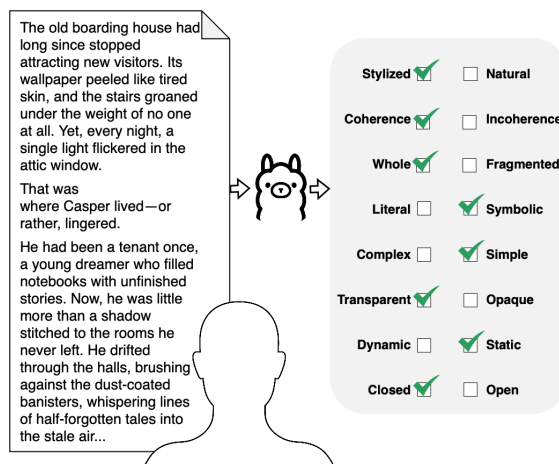 The old boarding house had
long since stopped
attracting new visitors. Its
wallpaper peeled like tired
skin, and the stairs groaned
under the weight of no one
at all. Yet, every night, a
single light flickered in the
attic window.
That was
where Casper lived—or
rather, lingered.
He had been a tenant once,
a young dreamer who filled
notebooks with unfinished
stories. Now, he was little
more than a shadow
stitched to the rooms he
never left. He drifted
through the halls, brushing
against the dust-coated
banisters, whispering lines
of half-forgotten tales into
the stale air...
Stylized Natural
Coherence Incoherence
Whole Fragmented
Literal Symbolic
Complex Simple
Transparent Opaque
Dynamic Static
Closed Open